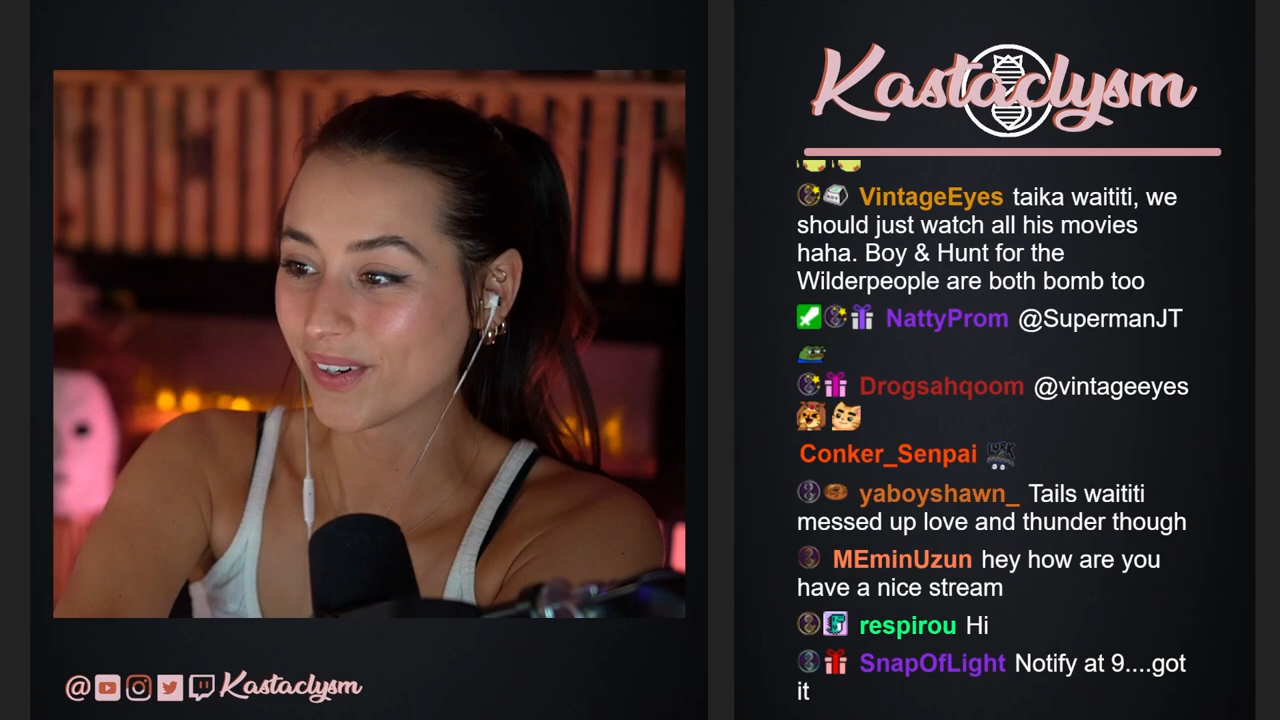 Kastaclysm
VintageEyes taika waititi, we
should just watch all his movies
haha. Boy & Hunt for the
Wilderpeople are both bomb too
NattyProm @SupermanJT
Drogsahqoom @vintageeyes
Conker_Senpai LURK
yaboyshawn_ Tails waititi
messed up love and thunder though
MEminUzun hey how are you
have a nice stream
respirou Hi
SnapOfLight Notify at 9....got
it
@ Kastaclysm